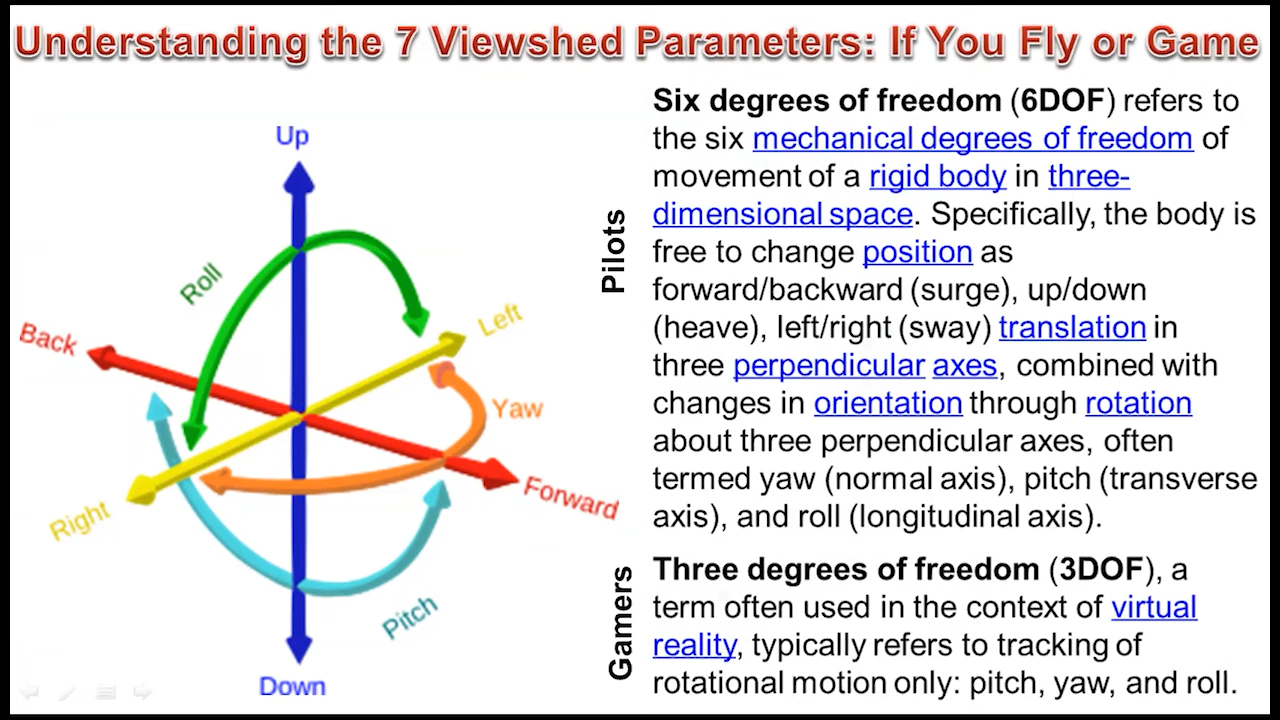 Understanding the 7 Viewshed Parameters: If You Fly or Game
Up
Roll
Left
Back
Yaw
Right
Forward
Pitch
Down
Pilots
Six degrees of freedom (6DOF) refers to
the six mechanical degrees of freedom of
movement of a rigid body in three-
dimensional space. Specifically, the body is
free to change position as
forward/backward (surge), up/down
(heave), left/right (sway) translation in
three perpendicular axes, combined with
changes in orientation through rotation
about three perpendicular axes, often
termed yaw (normal axis), pitch (transverse
axis), and roll (longitudinal axis).
Gamers
Three degrees of freedom (3DOF), a
term often used in the context of virtual
reality, typically refers to tracking of
rotational motion only: pitch, yaw, and roll.